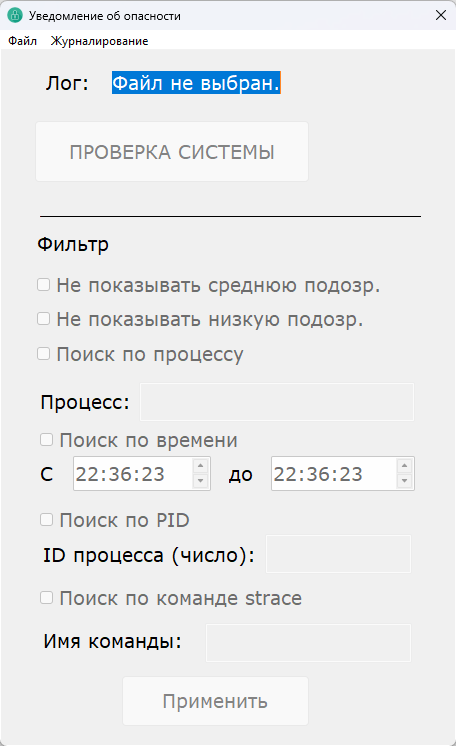 Уведомление об опасности
Файл Журналирование
Лог: Файл не выбран.
ПРОВЕРКА СИСТЕМЫ
Фильтр
Не показывать среднюю подозр.
Не показывать низкую подозр.
Поиск по процессу
Процесс:
Поиск по времени
С 22:36:23 до 22:36:23
Поиск по PID
ID процесса (число):
Поиск по команде strace
Имя команды:
Применить